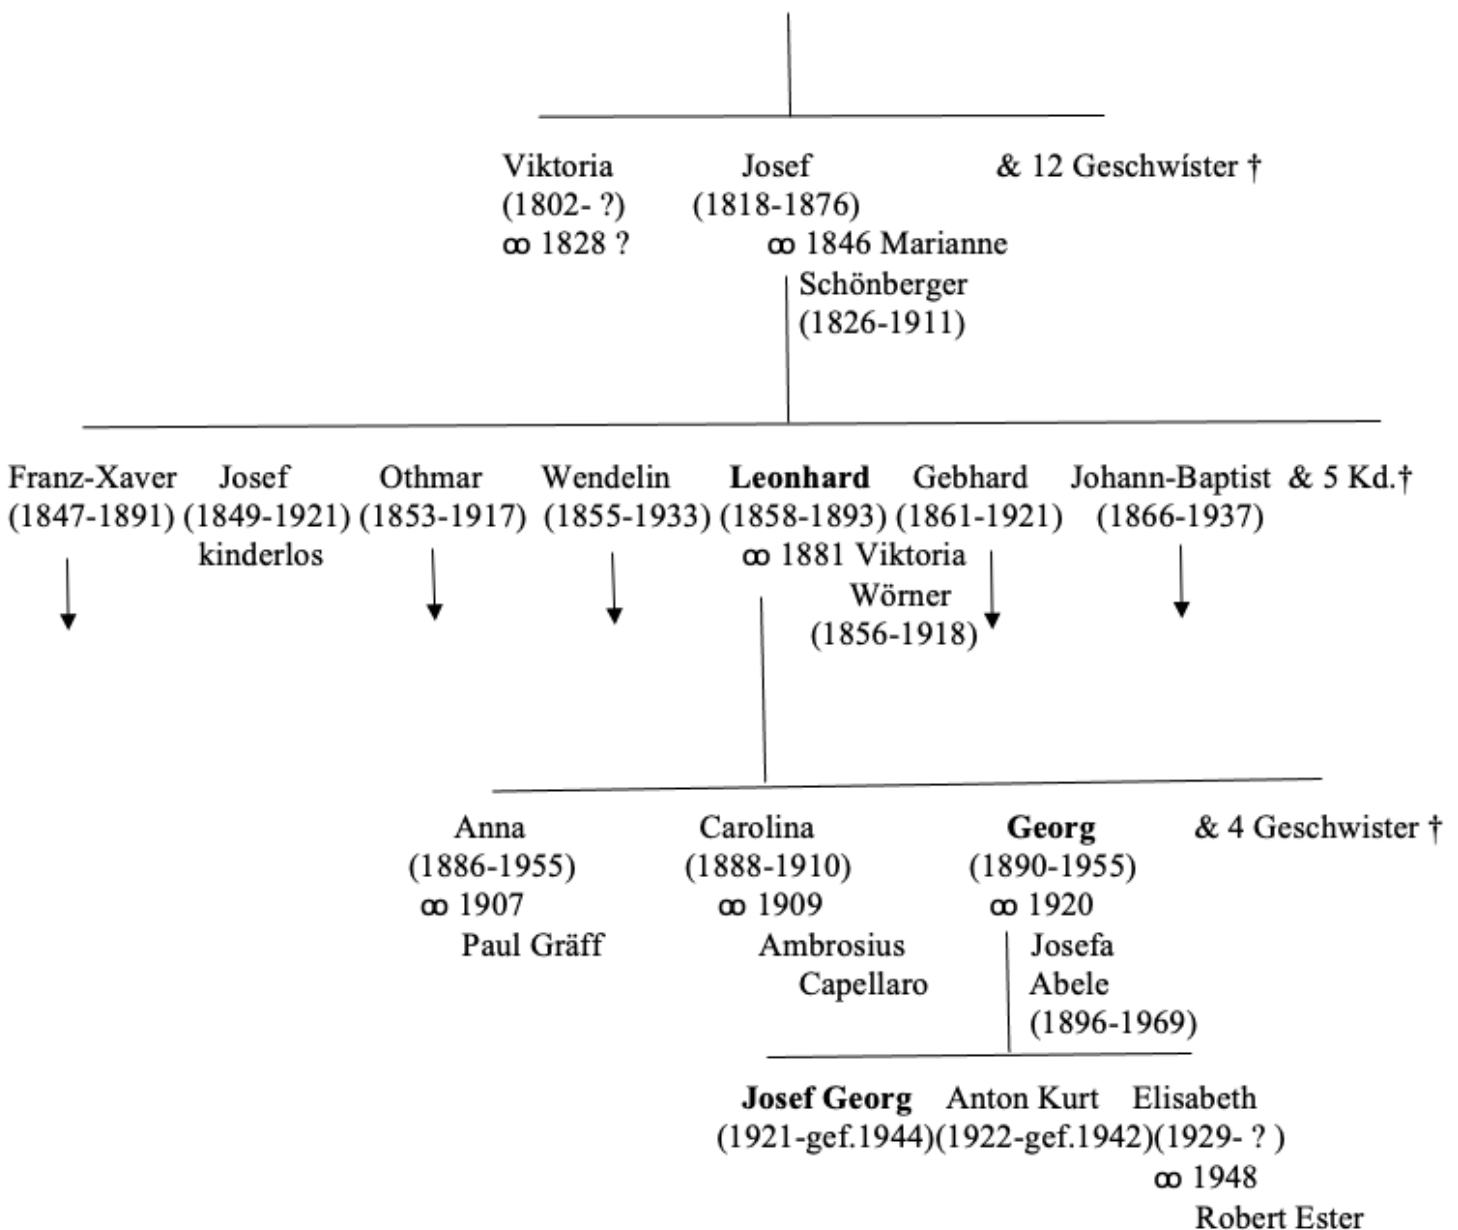 Viktoria Josef & 12 Geschwíster †
(1802- ?) (1818-1876)
ꝏ 1828 ? ꝏ 1846 Marianne
Schönberger
(1826-1911)
Franz-Xaver Josef Othmar Wendelin Leonhard Gebhard Johann-Baptist & 5 Kd.†
(1847-1891) (1849-1921) (1853-1917) (1855-1933) (1858-1893) (1861-1921) (1866-1937)
kinderlos ꝏ 1881 Viktoria
Wörner
(1856-1918)
Anna Carolina Georg & 4 Geschwister †
(1886-1955) (1888-1910) (1890-1955)
ꝏ 1907 ꝏ 1909 ꝏ 1920
Paul Gräff Ambrosius Josefa
Capellaro Abele
(1896-1969)
Josef Georg Anton Kurt Elisabeth
(1921-gef.1944)(1922-gef.1942)(1929- ? )
ꝏ 1948
Robert Ester